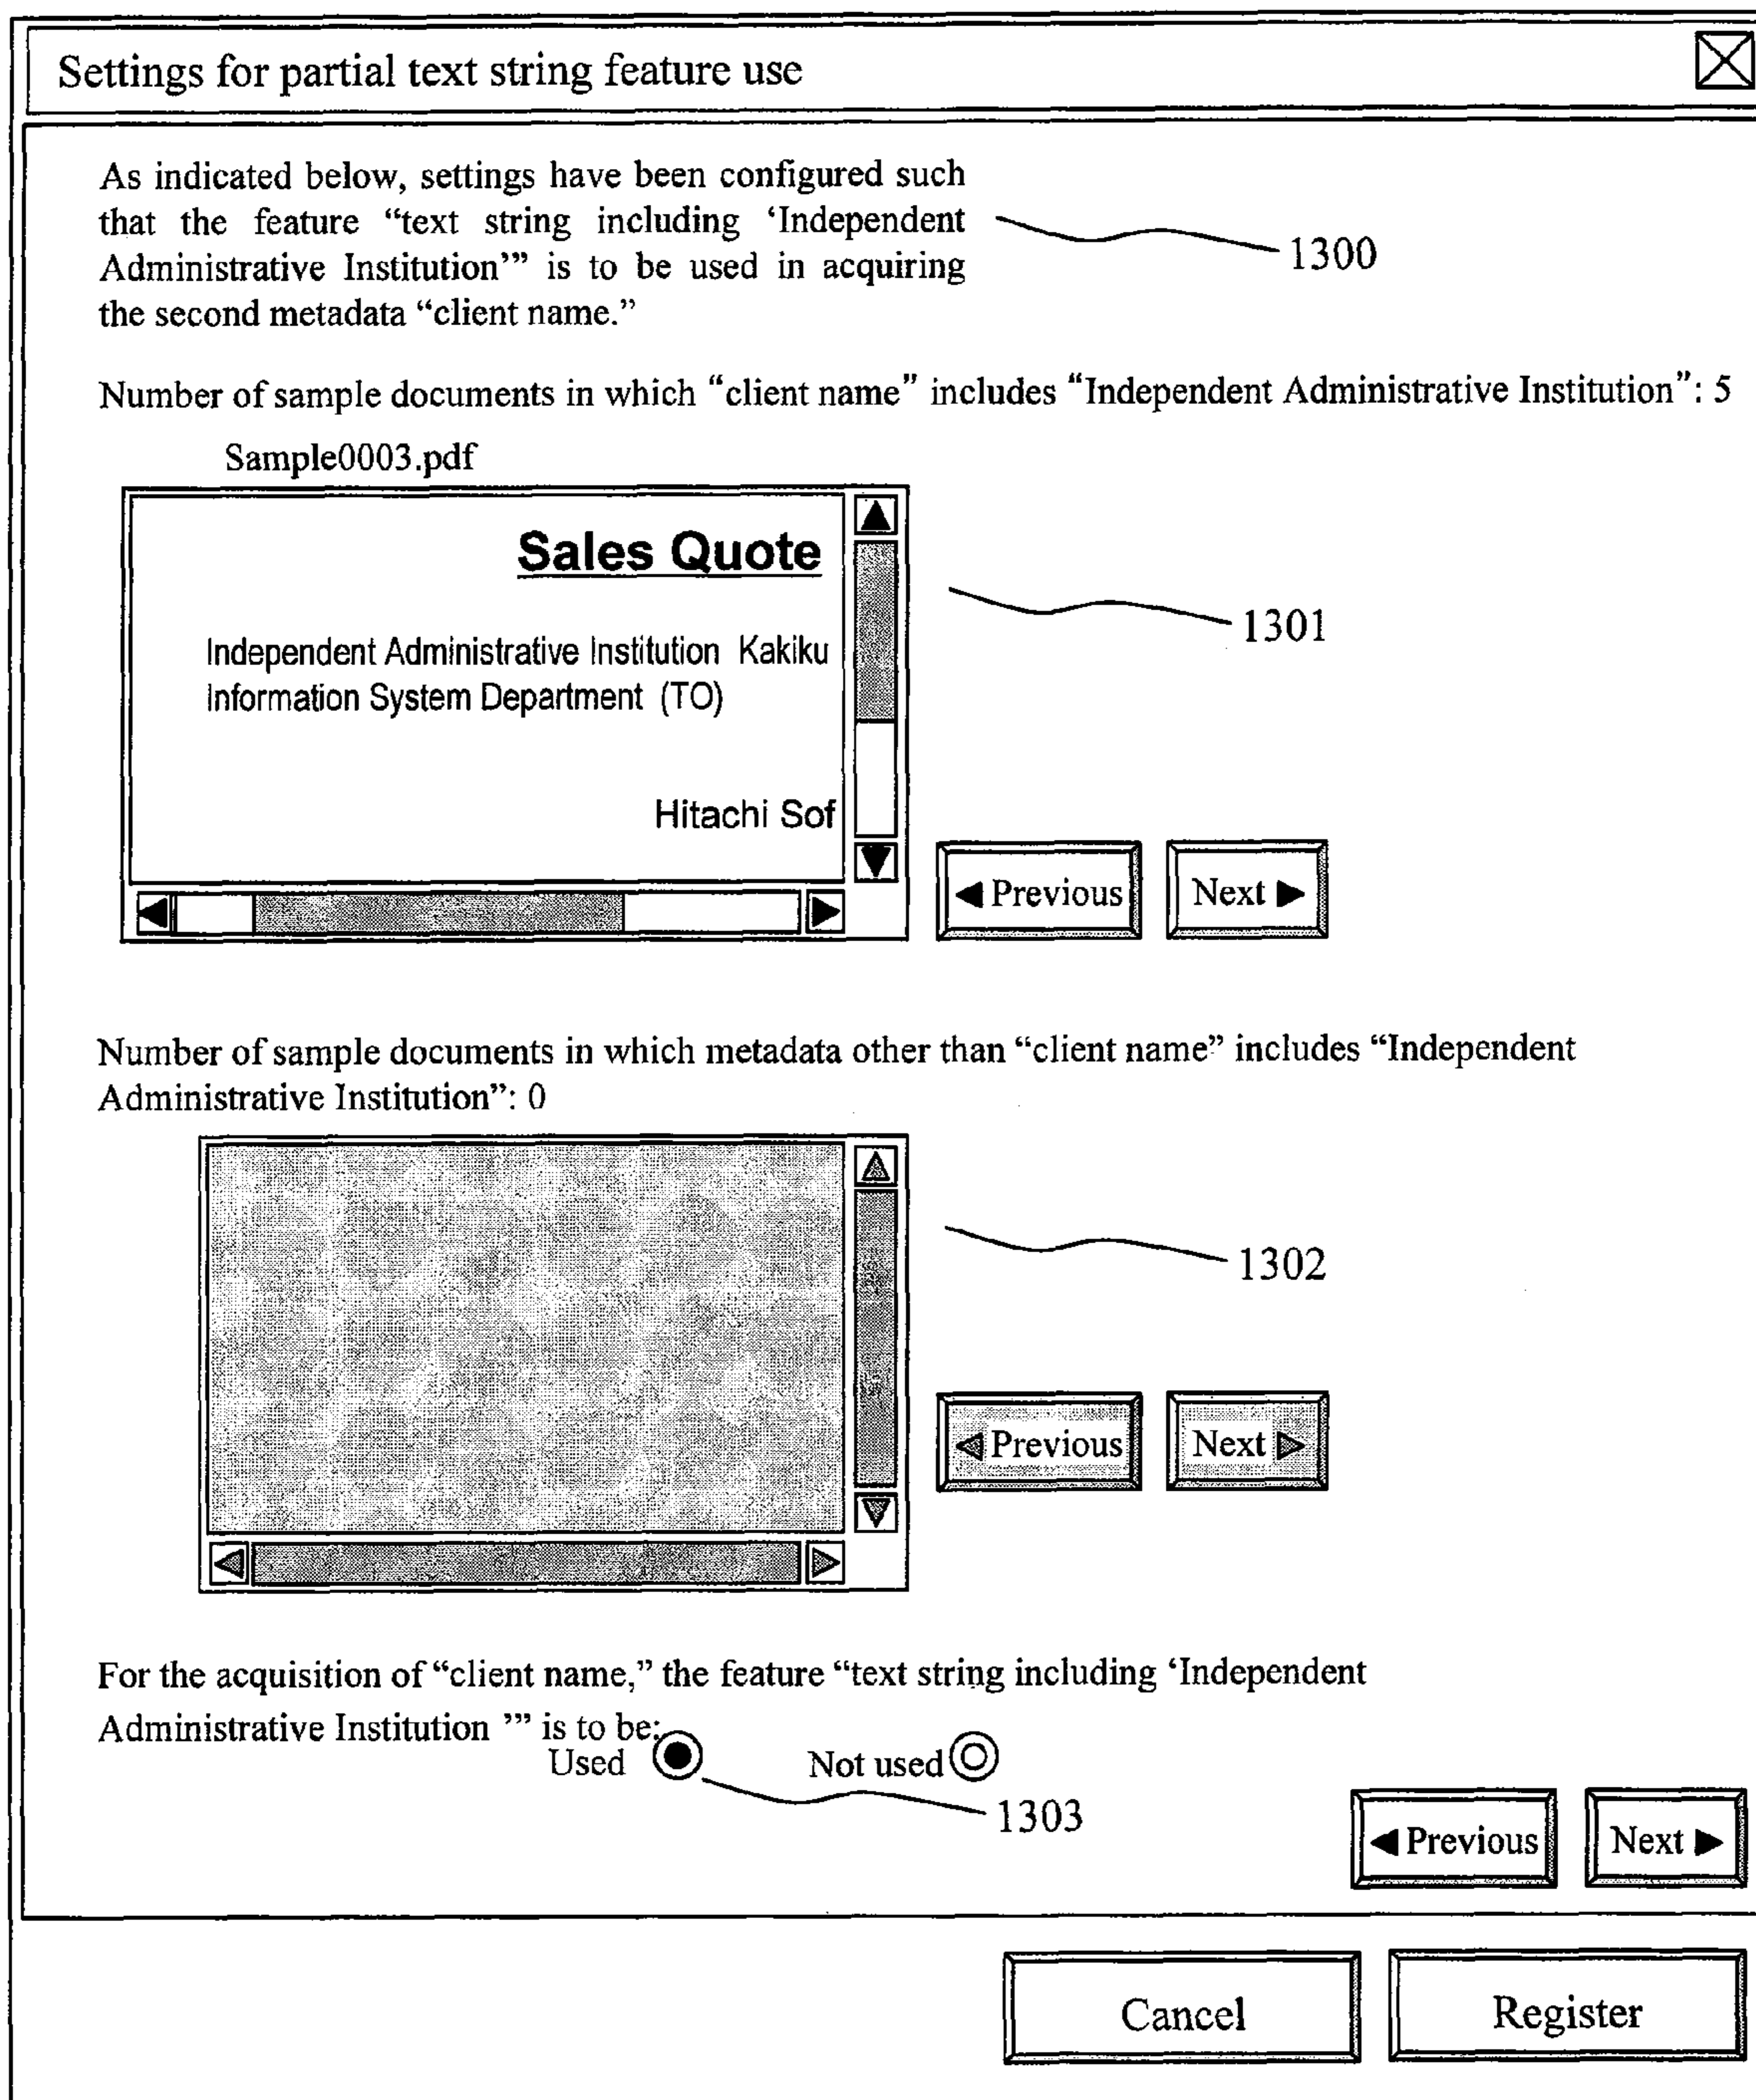 Settings for partial text string feature use
As indicated below, settings have been configured such
that the feature “text string including ‘Independent
Administrative Institution’” is to be used in acquiring
the second metadata “client name.”
1300
Number of sample documents in which “client name” includes “Independent Administrative Institution”: 5
Sample0003.pdf
Sales Quote
Independent Administrative Institution Kakiku
Information System Department (TO)
Hitachi Sof
1301
Previous
Next
Number of sample documents in which metadata other than “client name” includes “Independent
Administrative Institution”: 0
1302
Previous
Next
For the acquisition of “client name,” the feature “text string including ‘Independent
Administrative Institution ’” is to be:
Used
Not used
1303
Previous
Next
Cancel
Register